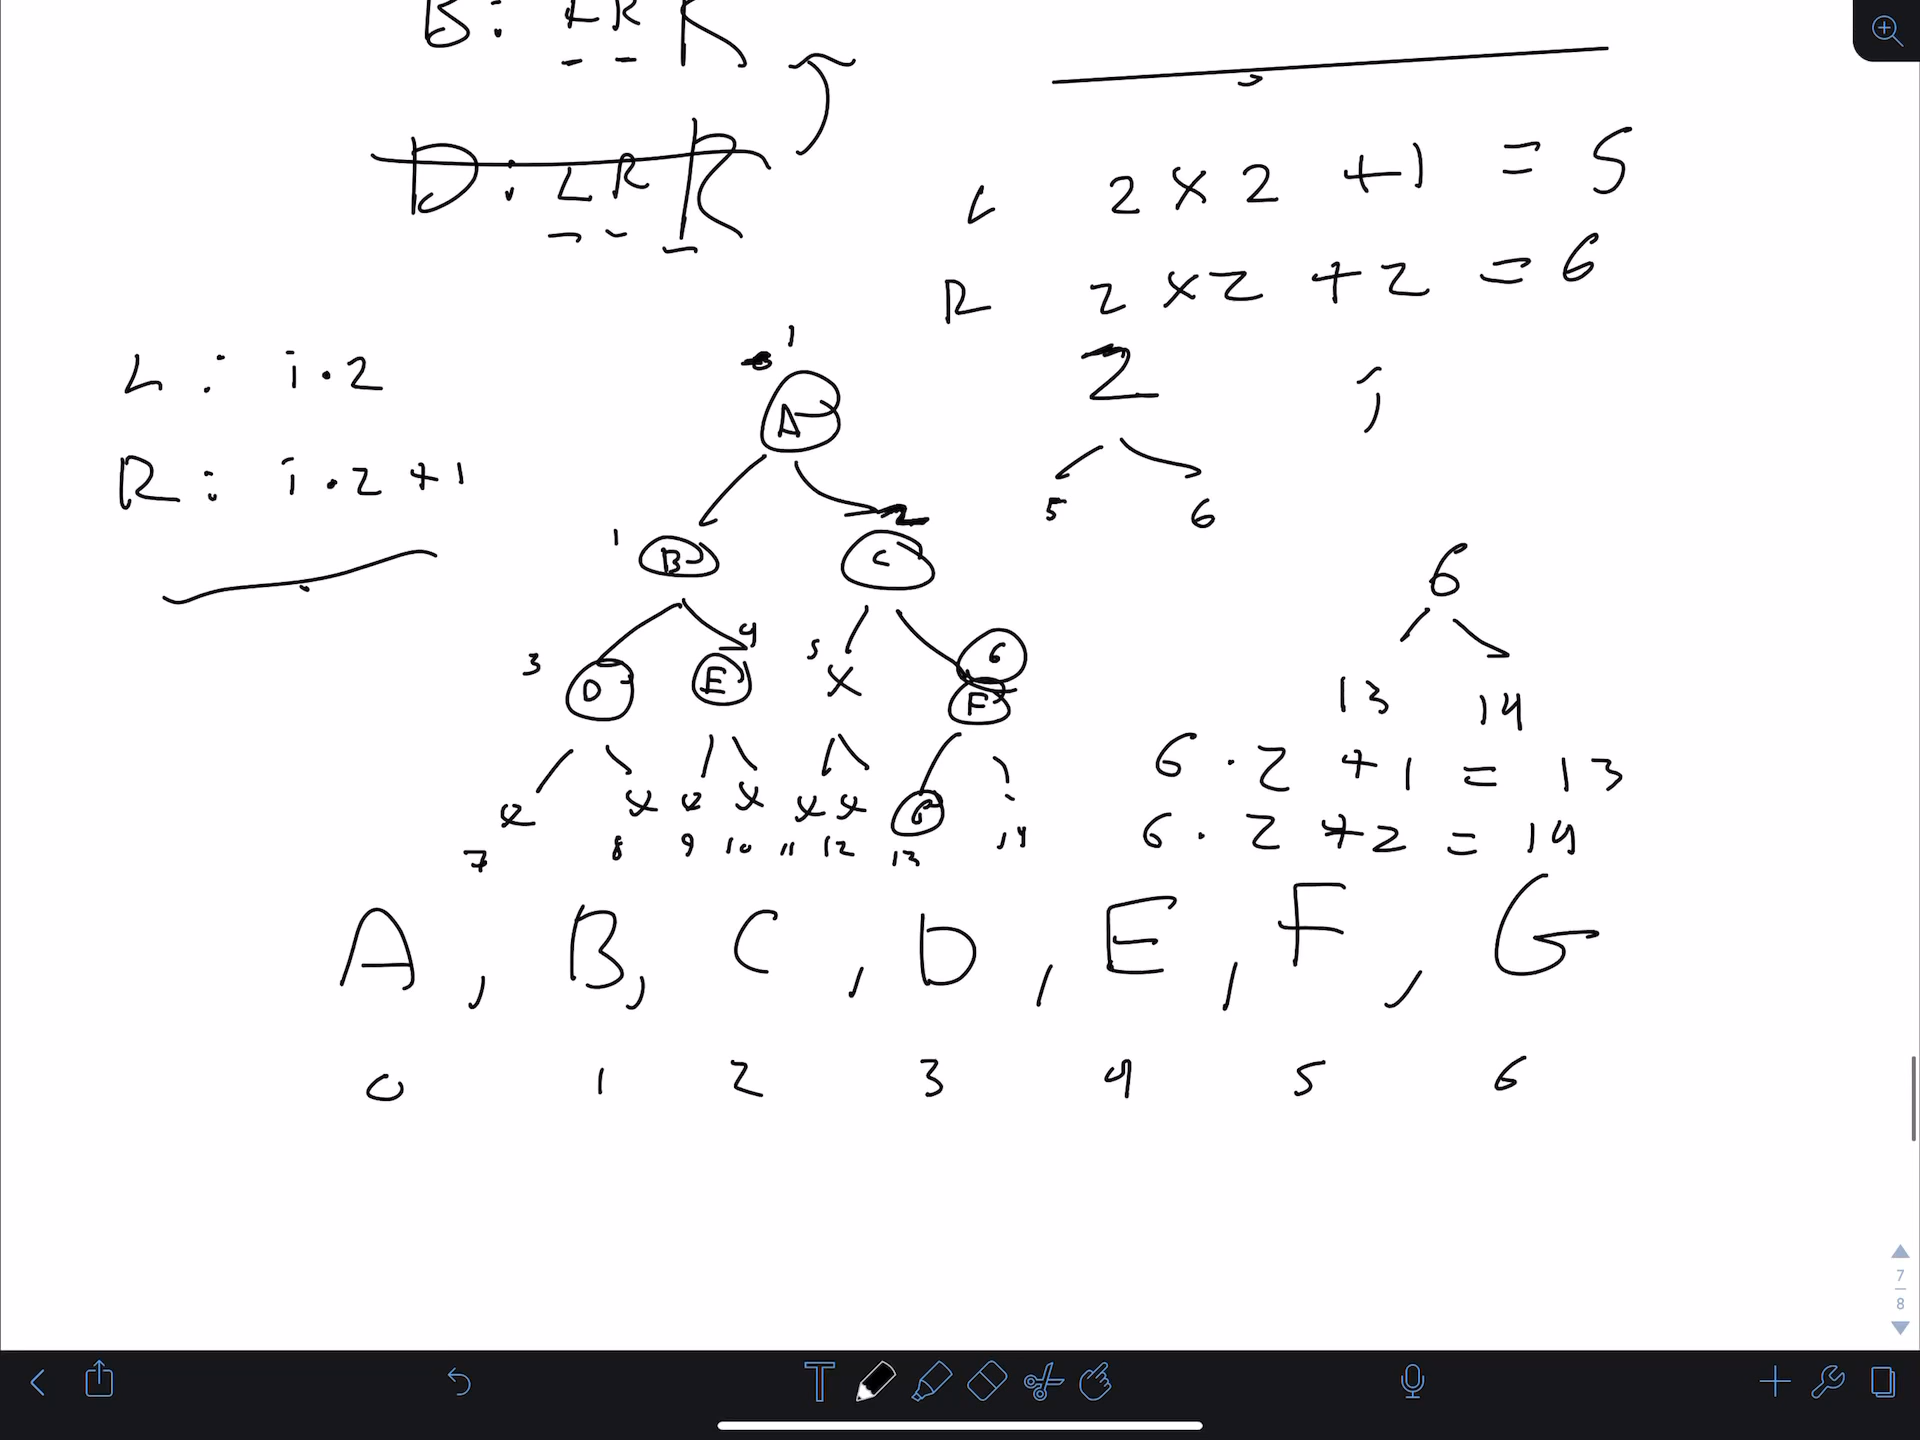 B: L R R
D: L R R
L 2 x 2 + 1 = 5
R 2 x 2 + 2 = 6
L : i · 2
R : i · 2 + 1
1
A
2
i
5 6
1 B C
6
3 D 4 E 5 X 6
F
13 14
6 · 2 + 1 = 13
6 · 2 + 2 = 14
x x x x x x G
7 8 9 10 11 12 13 14
A , B, C , D , E , F , G
0 1 2 3 4 5 6
7
8
T